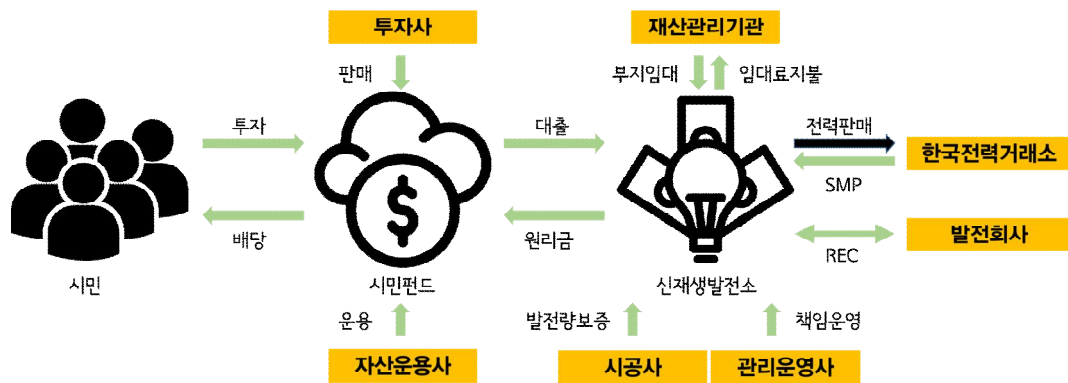 투자사
재산관리기관
판매
부지임대
임대료지불
투자
대출
전력판매
한국전력거래소
SMP
$
배당
원리금
발전회사
REC
시민
시민펀드
신재생발전소
운용
발전량보증
책임운영
자산운용사
시공사
관리운영사